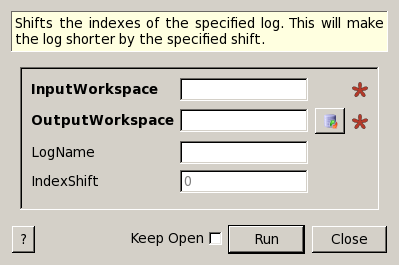 Shifts the indexes of the specified log. This will make
the log shorter by the specified shift.
InputWorkspace
OutputWorkspace
LogName
IndexShift 0
? Keep Open Run Close